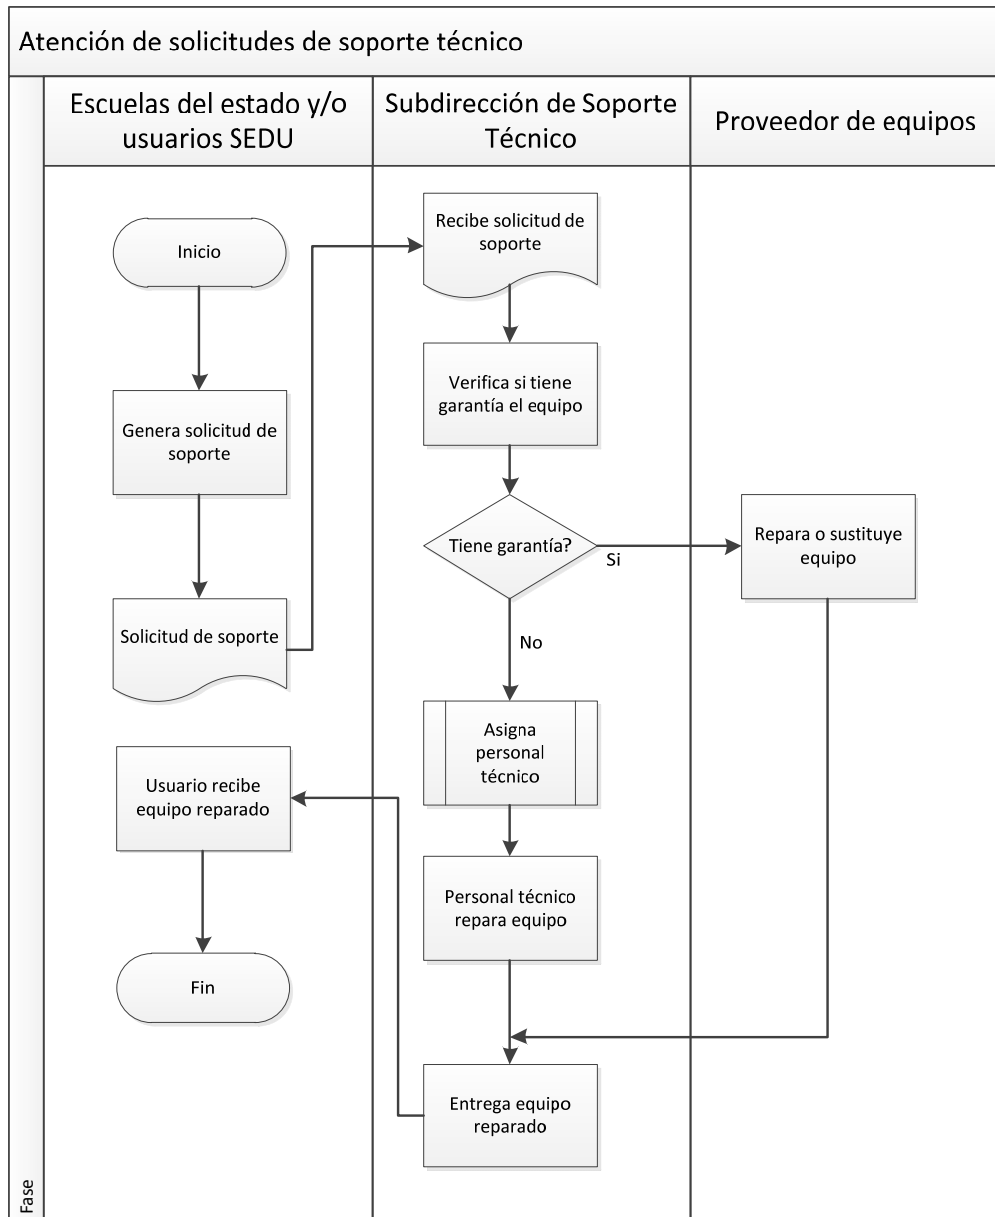 Atención de solicitudes de soporte técnico
Escuelas del estado y/o
usuarios SEDU
Subdirección de Soporte
Técnico
Proveedor de equipos
Inicio
Genera solicitud de
soporte
Solicitud de soporte
Recibe solicitud de
soporte
Verifica si tiene
garantía el equipo
Tiene garantía?
Si
Repara o sustituye
equipo
No
Asigna
personal
técnico
Personal técnico
repara equipo
Entrega equipo
reparado
Usuario recibe
equipo reparado
Fin
Fase